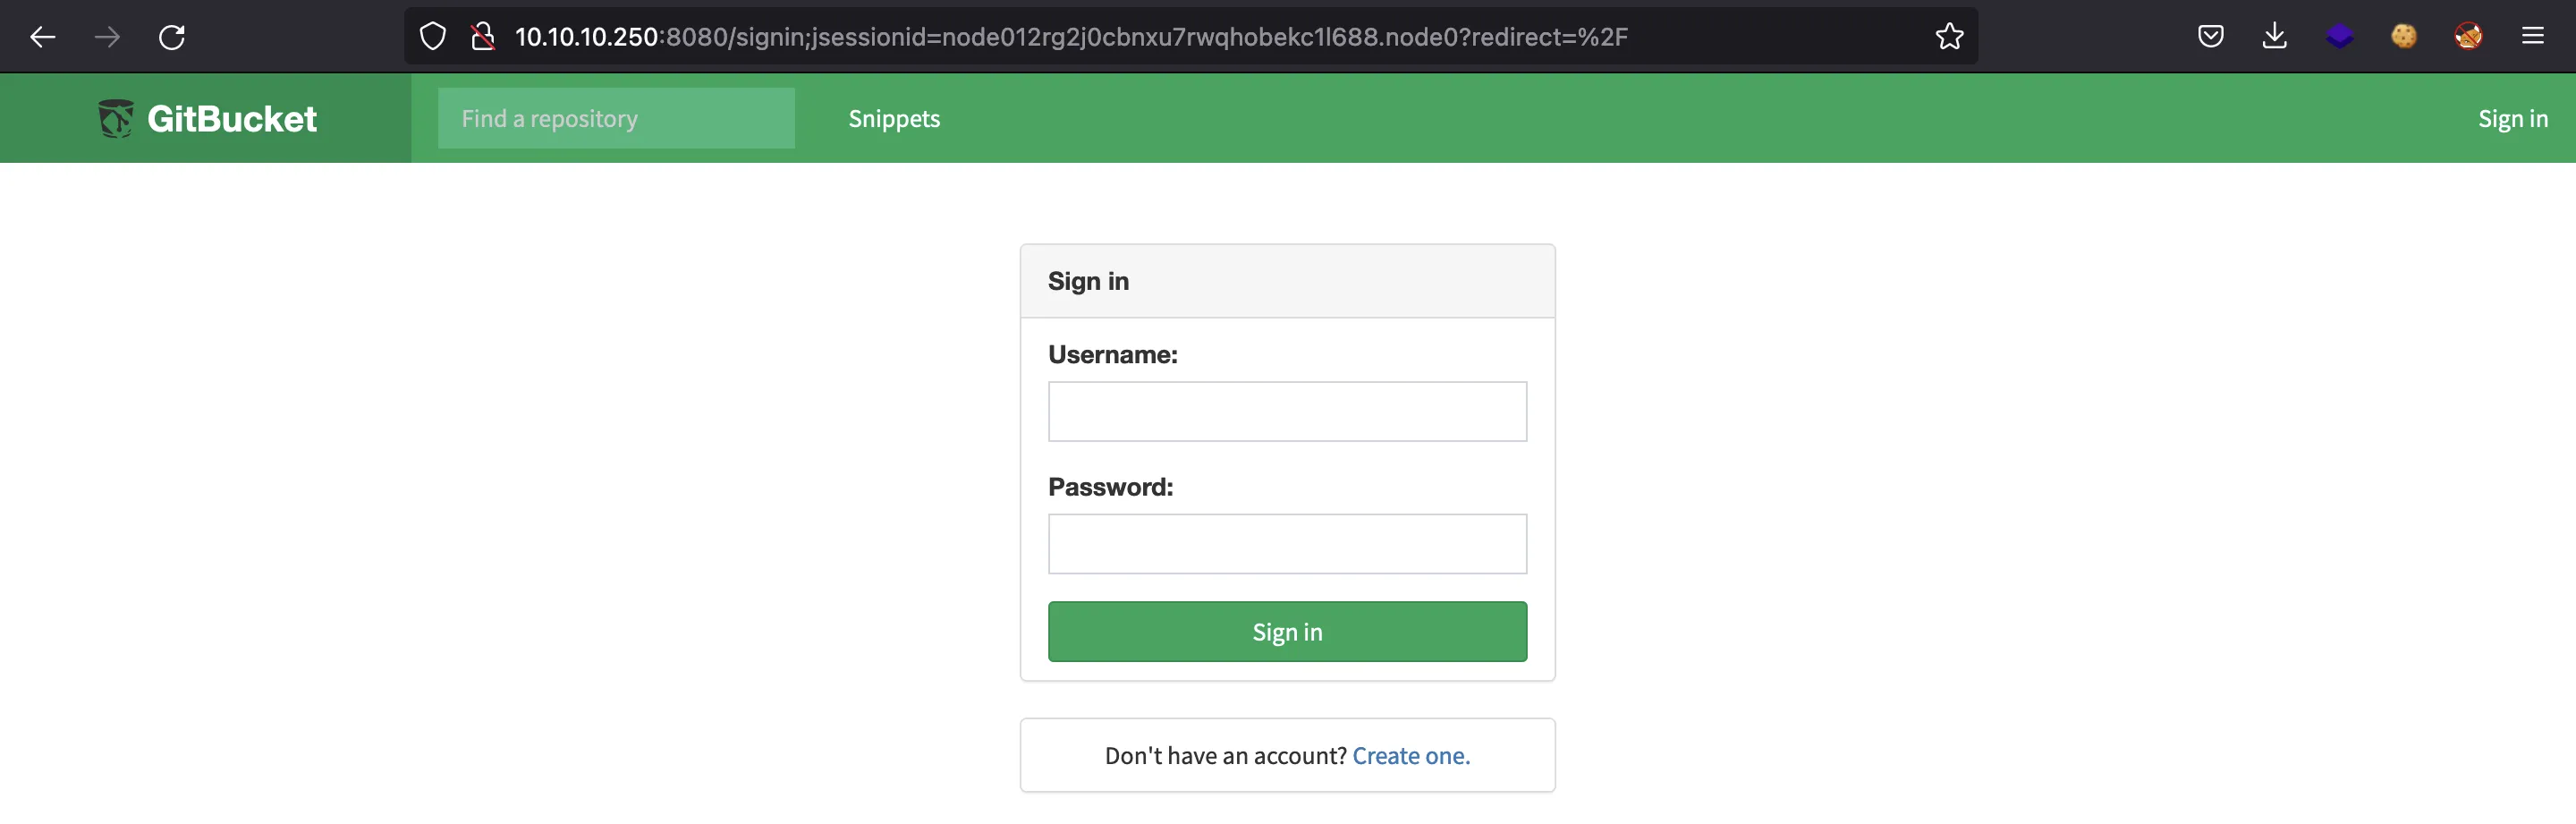 10.10.10.250:8080/signin;jsessionid=node012rg2j0cbnxu7rwqhobekc1l688.node0?redirect=%2F
GitBucket Find a repository Snippets Sign in
Sign in
Username:
Password:
Sign in
Don't have an account? Create one.